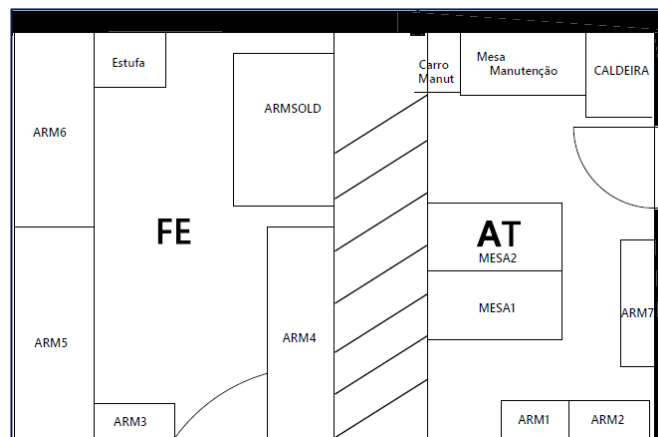 Estufa
ARM6
ARMSOLD
FE
ARM5
ARM4
ARM3
Carro
Manut
Mesa
Manutenção
CALDEIRA
AT
MESA2
MESA1
ARM7
ARM1
ARM2